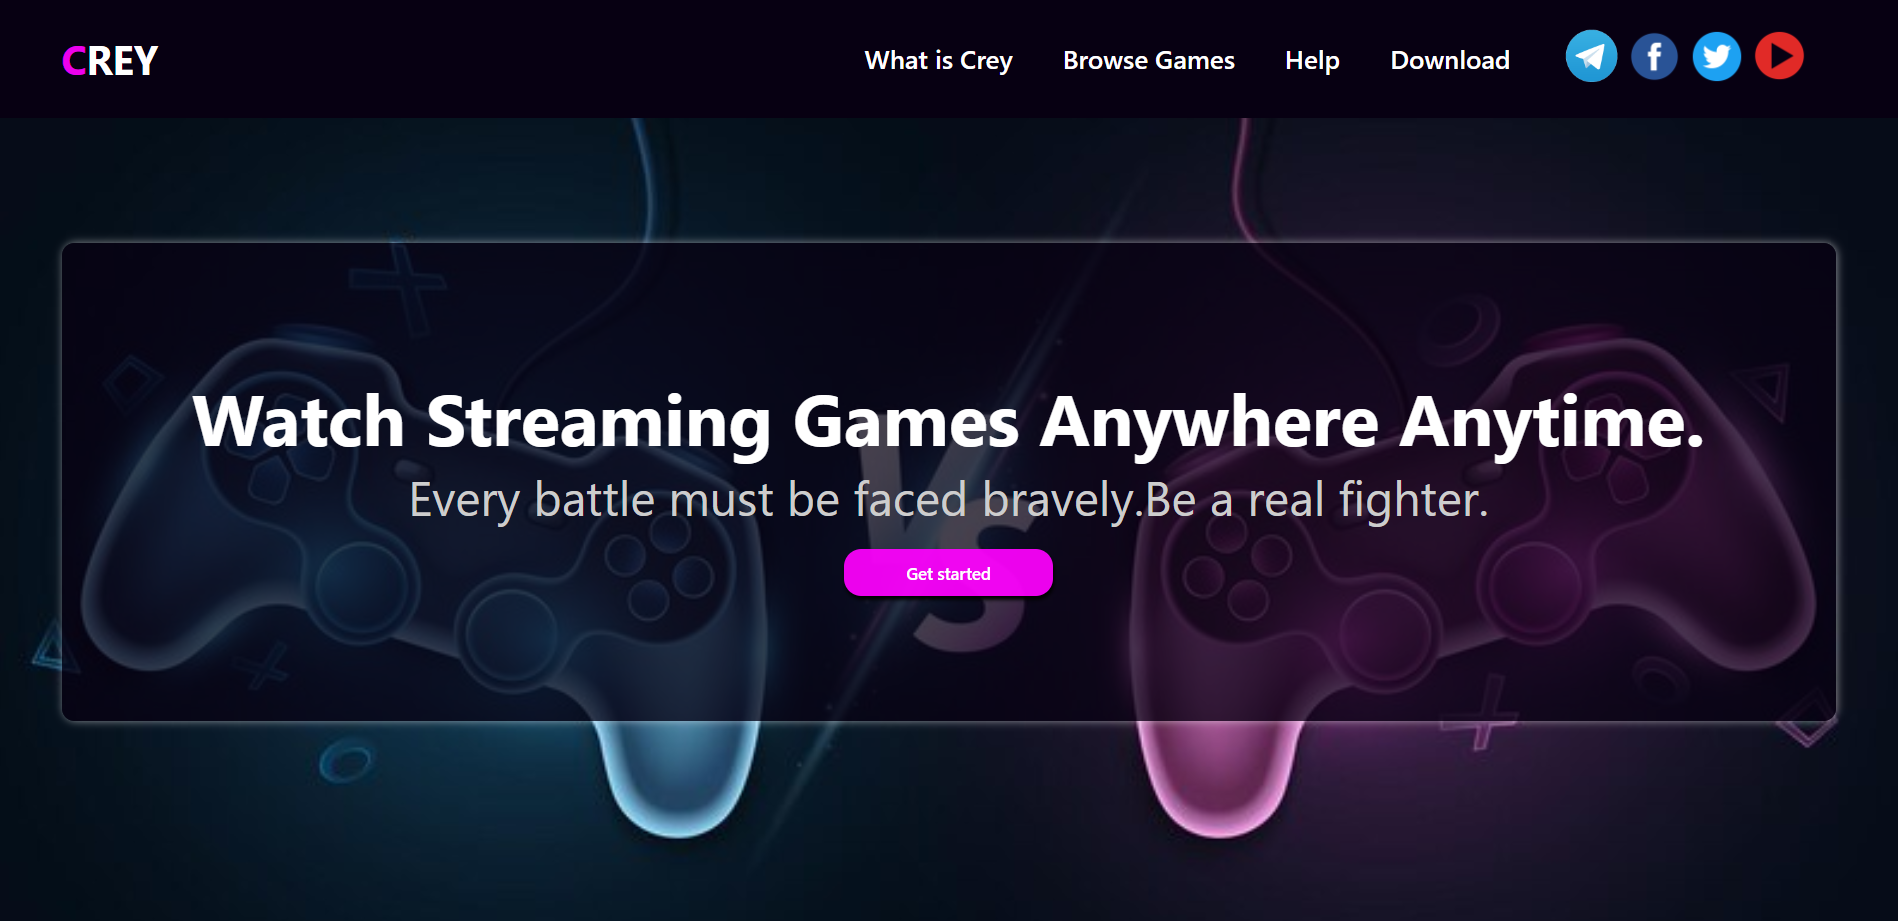 CREY
What is Crey
Browse Games
Help
Download
Watch Streaming Games Anywhere Anytime.
Every battle must be faced bravely.Be a real fighter.
Vs
Get started